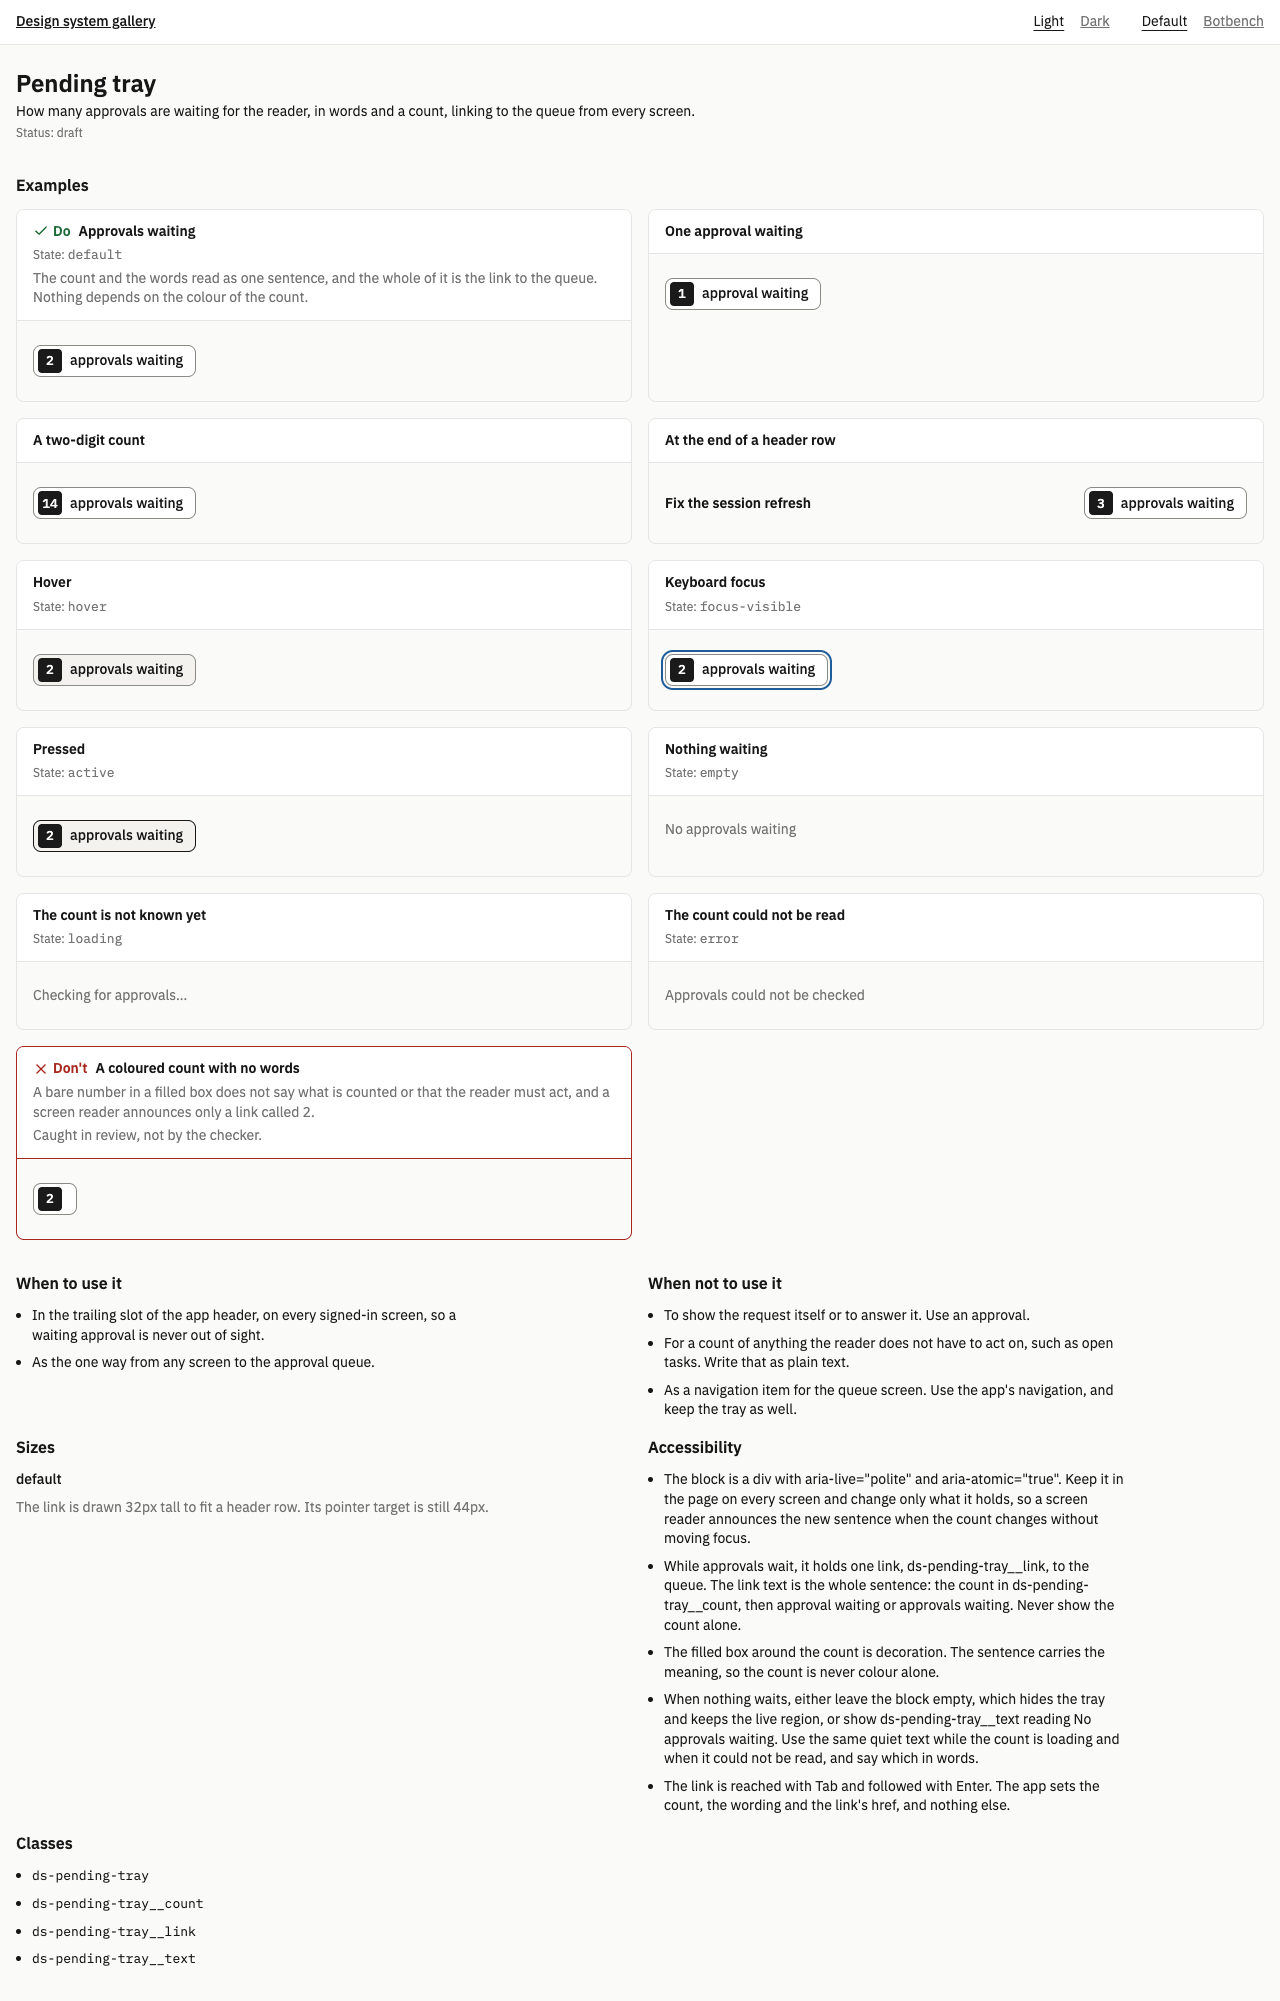 Design system gallery
Light Dark Default Botbench
Pending tray
How many approvals are waiting for the reader, in words and a count, linking to the queue from every screen.
Status: draft
Examples
Do Approvals waiting
State: default
The count and the words read as one sentence, and the whole of it is the link to the queue.
Nothing depends on the colour of the count.
2 approvals waiting
One approval waiting
1 approval waiting
A two-digit count
14 approvals waiting
At the end of a header row
Fix the session refresh
3 approvals waiting
Hover
State: hover
2 approvals waiting
Keyboard focus
State: focus-visible
2 approvals waiting
Pressed
State: active
2 approvals waiting
Nothing waiting
State: empty
No approvals waiting
The count is not known yet
State: loading
Checking for approvals…
The count could not be read
State: error
Approvals could not be checked
Don't A coloured count with no words
A bare number in a filled box does not say what is counted or that the reader must act, and a
screen reader announces only a link called 2.
Caught in review, not by the checker.
2
When to use it
In the trailing slot of the app header, on every signed-in screen, so a
waiting approval is never out of sight.
As the one way from any screen to the approval queue.
When not to use it
To show the request itself or to answer it. Use an approval.
For a count of anything the reader does not have to act on, such as open
tasks. Write that as plain text.
As a navigation item for the queue screen. Use the app's navigation, and
keep the tray as well.
Sizes
default
The link is drawn 32px tall to fit a header row. Its pointer target is still 44px.
Accessibility
The block is a div with aria-live="polite" and aria-atomic="true". Keep it in
the page on every screen and change only what it holds, so a screen
reader announces the new sentence when the count changes without
moving focus.
While approvals wait, it holds one link, ds-pending-tray__link, to the
queue. The link text is the whole sentence: the count in ds-pending-
tray__count, then approval waiting or approvals waiting. Never show the
count alone.
The filled box around the count is decoration. The sentence carries the
meaning, so the count is never colour alone.
When nothing waits, either leave the block empty, which hides the tray
and keeps the live region, or show ds-pending-tray__text reading No
approvals waiting. Use the same quiet text while the count is loading and
when it could not be read, and say which in words.
The link is reached with Tab and followed with Enter. The app sets the
count, the wording and the link's href, and nothing else.
Classes
ds-pending-tray
ds-pending-tray__count
ds-pending-tray__link
ds-pending-tray__text